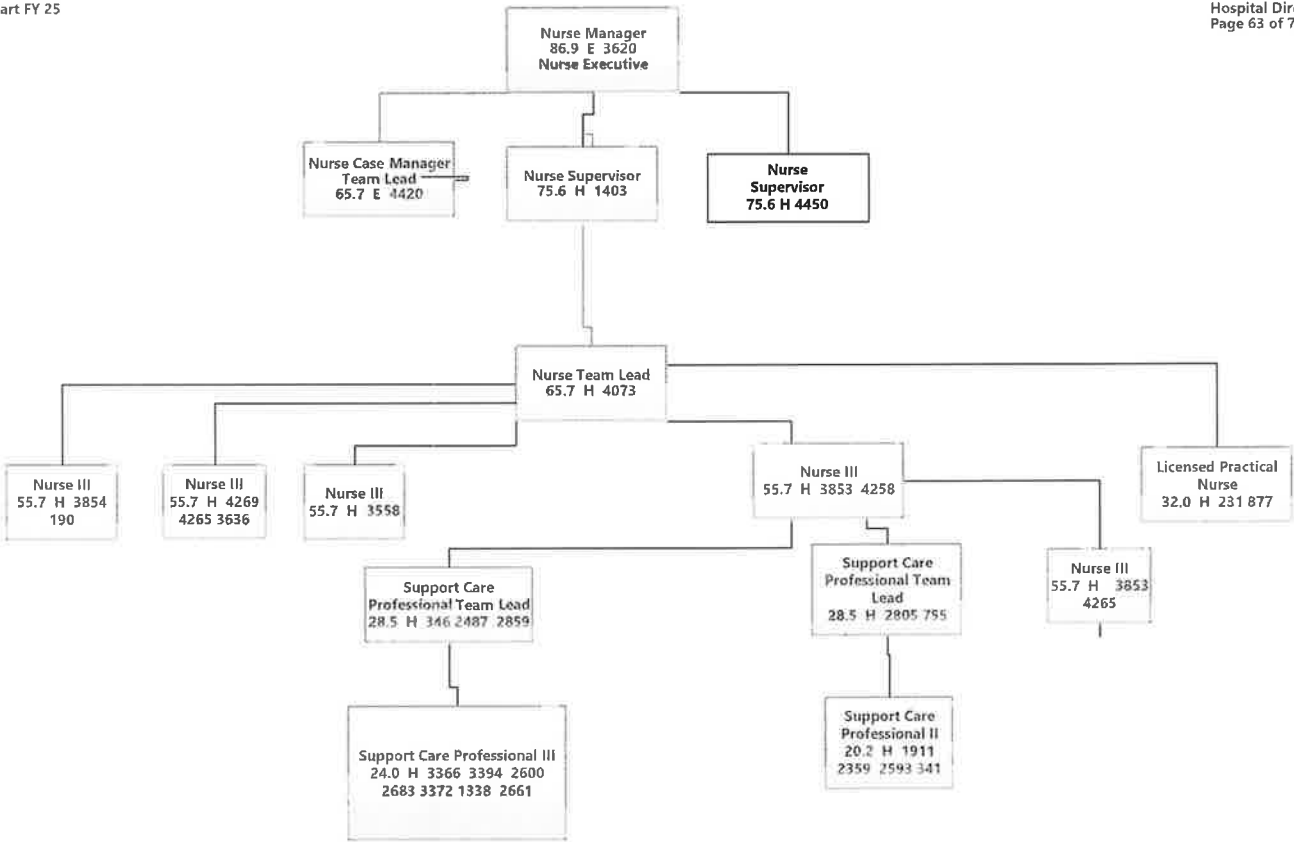 art FY 25
Hospital Dir
Page 63 of 7
Nurse Manager
86.9 E 3620
Nurse Executive
Nurse Case Manager
Team Lead
65.7 E 4420
Nurse Supervisor
75.6 H 1403
Nurse
Supervisor
75.6 H 4450
Nurse Team Lead
65.7 H 4073
Nurse III
55.7 H 3854
190
Nurse III
55.7 H 4269
4265 3636
Nurse III
55.7 H 3558
Nurse III
55.7 H 3853 4258
Licensed Practical
Nurse
32.0 H 231 877
Support Care
Professional Team Lead
28.5 H 346 2487 2859
Support Care
Professional Team
Lead
28.5 H 2805 755
Nurse III
55.7 H 3853
4265
Support Care Professional III
24.0 H 3366 3394 2600
2683 3372 1338 2661
Support Care
Professional II
20.2 H 1911
2359 2593 341